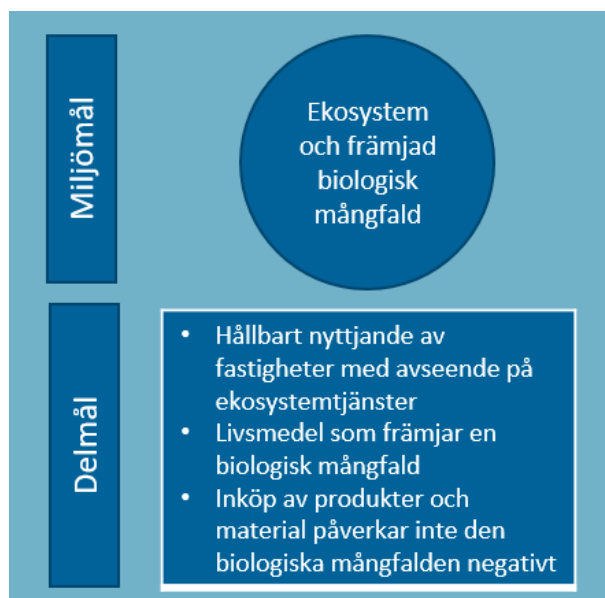 Miljömål
Ekosystem
och främjad
biologisk
mångfald
Delmål
• Hållbart nyttjande av
fastigheter med avseende på
ekosystemtjänster
• Livsmedel som främjar en
biologisk mångfald
• Inköp av produkter och
material påverkar inte den
biologiska mångfalden negativt